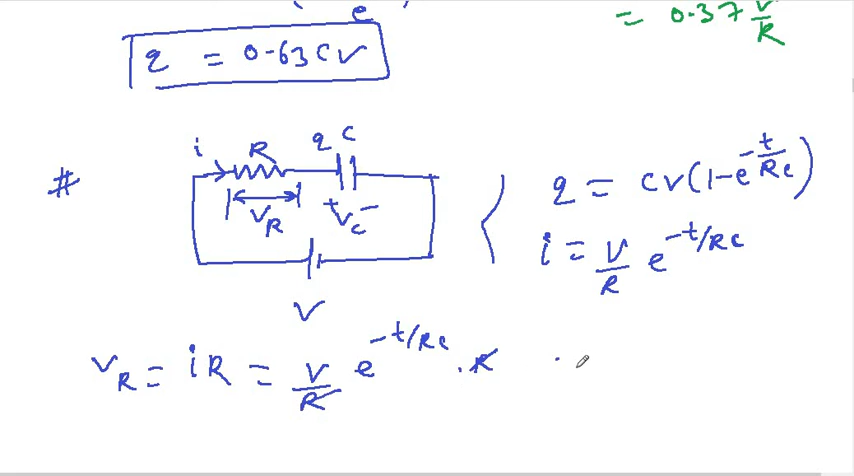 e
= 0.37 V/R
q = 0.63CV
# i R q C
V_R + V_C -
V
q = CV(1-e^{-t/RC})
i = V/R e^{-t/RC}
V_R = iR = V/R e^{-t/RC} . R